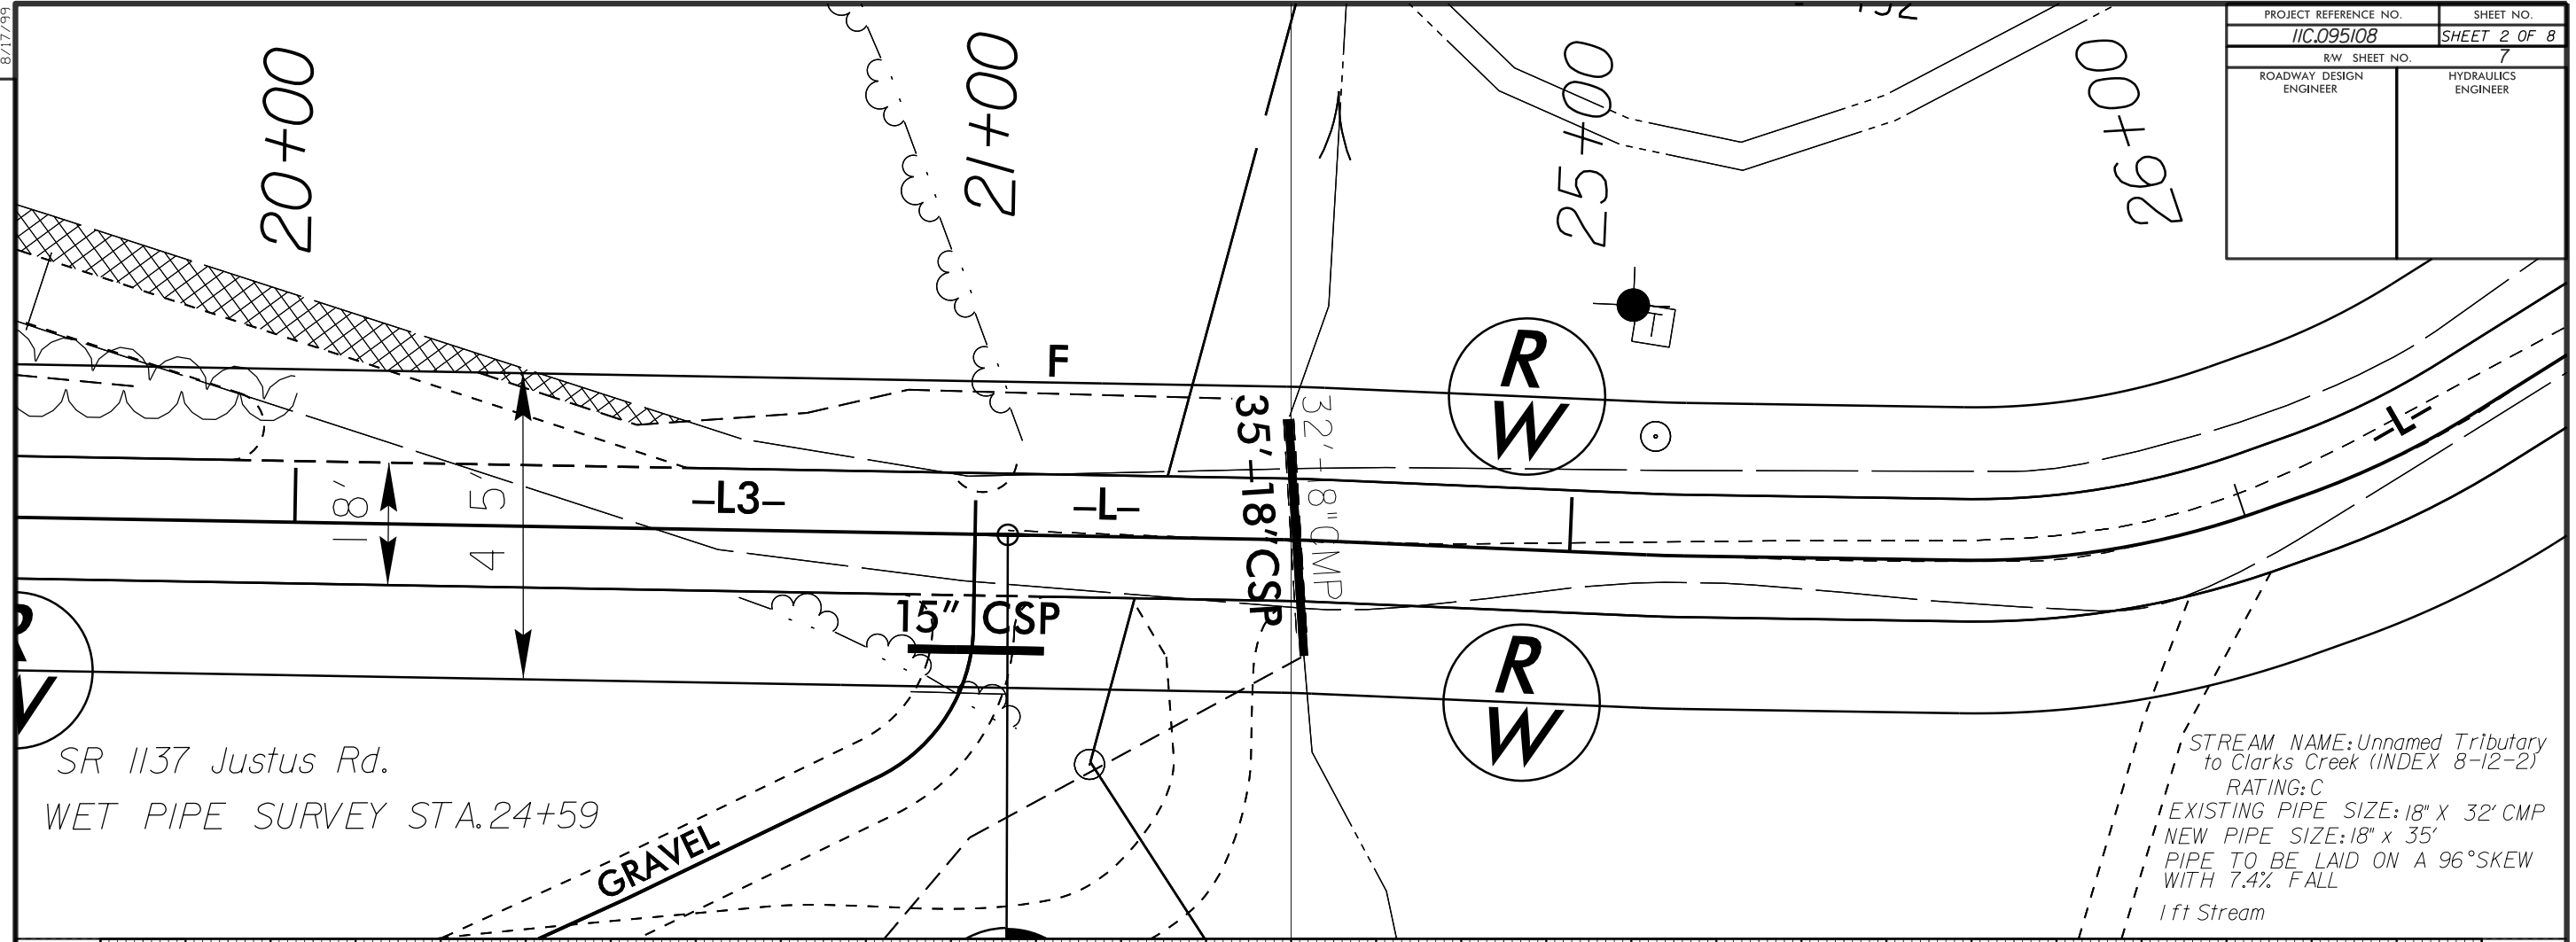 8/17/99
PROJECT REFERENCE NO.
SHEET NO.
11C.095108
SHEET 2 OF 8
RW SHEET NO.
7
ROADWAY DESIGN
ENGINEER
HYDRAULICS
ENGINEER
20+00
21+00
25+00
26+00
F
R
W
T
-L-
18'
45
-L3-
-L-
35'-18"CSP
32'-8"CMP
15" CSP
R
W
R
W
SR 1137 Justus Rd.
WET PIPE SURVEY STA.24+59
GRAVEL
STREAM NAME: Unnamed Tributary
to Clarks Creek (INDEX 8-12-2)
RATING: C
EXISTING PIPE SIZE: 18" X 32' CMP
NEW PIPE SIZE: 18" x 35'
PIPE TO BE LAID ON A 96° SKEW
WITH 7.4% FALL
1 ft Stream